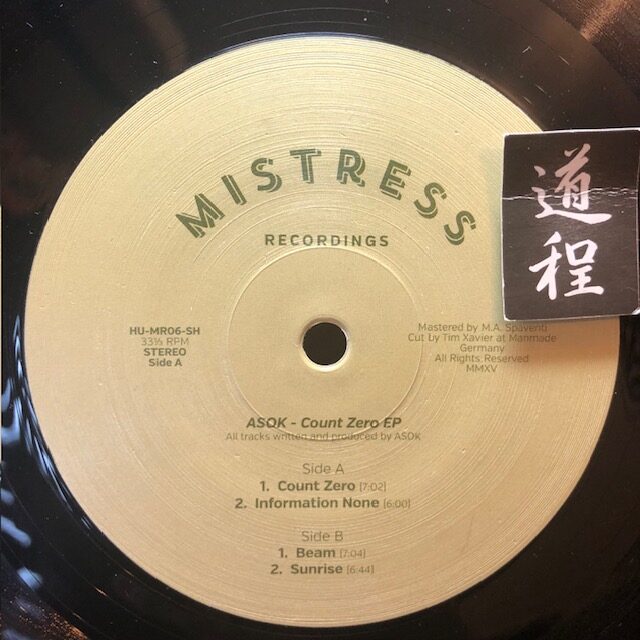 MISTRESS
RECORDINGS
道程
HU-MR06-SH
33⅓ RPM
STEREO
Side A
Mastered by M.A. Spaventi
Cut by Tim Xavier at Manmade
Germany
All Rights Reserved
MMXV
ASOK - Count Zero EP
All tracks written and produced by ASOK
Side A
1. Count Zero [7:02]
2. Information None [6:00]
Side B
1. Beam [7:04]
2. Sunrise [6:44]